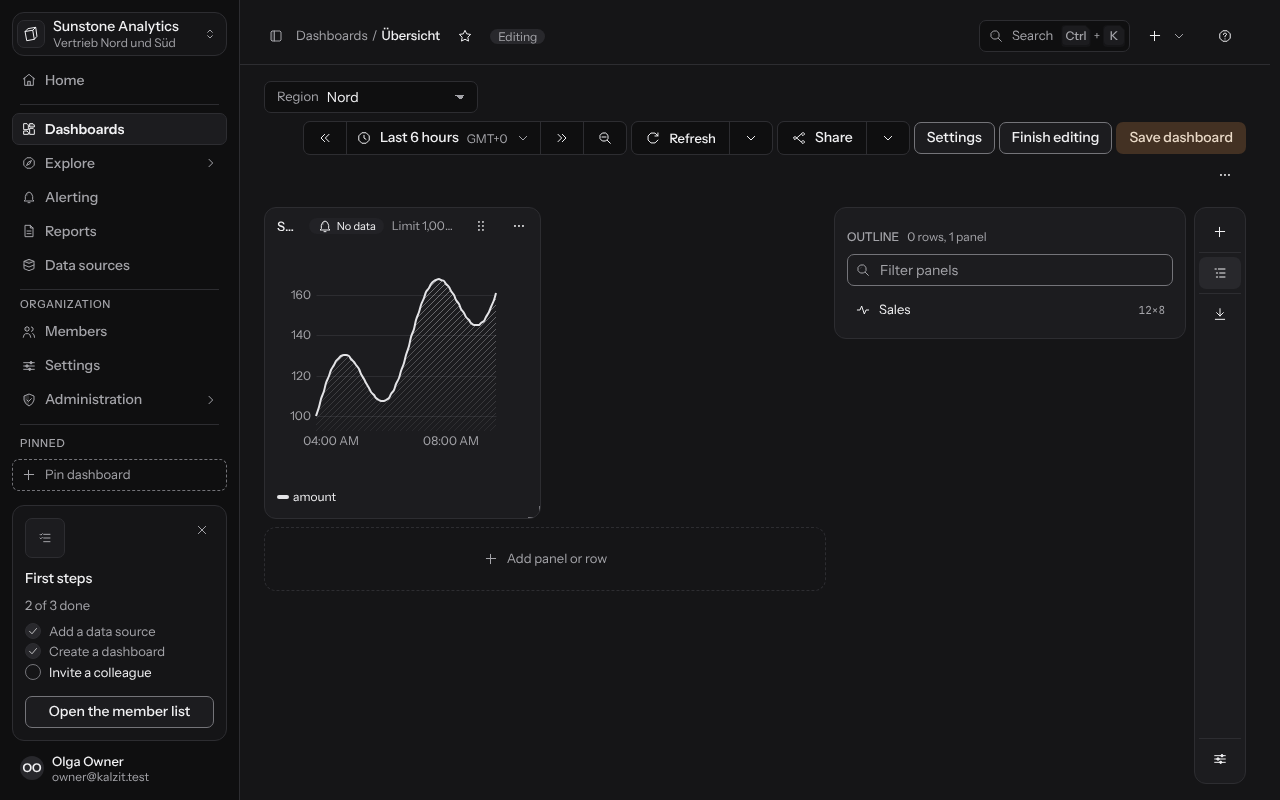 Sunstone Analytics
Vertrieb Nord und Süd
Home
Dashboards
Explore
Alerting
Reports
Data sources
ORGANIZATION
Members
Settings
Administration
PINNED
Pin dashboard
First steps
2 of 3 done
Add a data source
Create a dashboard
Invite a colleague
Open the member list
OO
Olga Owner
owner@kalzit.test
Dashboards / Übersicht
Editing
Search Ctrl + K
Region Nord
Last 6 hours GMT+0
Refresh
Share
Settings
Finish editing
Save dashboard
S... No data Limit 1,00...
160
140
120
100
04:00 AM 08:00 AM
amount
Add panel or row
OUTLINE 0 rows, 1 panel
Filter panels
Sales 12×8